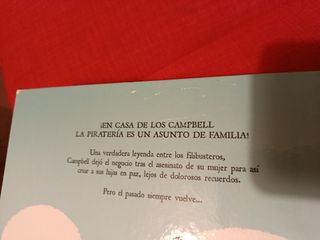 ¡EN CASA DE LOS CAMPBELL
LA PIRATERÍA ES UN ASUNTO DE FAMILIA!
Una verdadera leyenda entre los filibusteros,
Campbell dejó el negocio tras el asesinato de su mujer para así
criar a sus hijos en paz, lejos de dolorosos recuerdos.
Pero el pasado siempre vuelve...